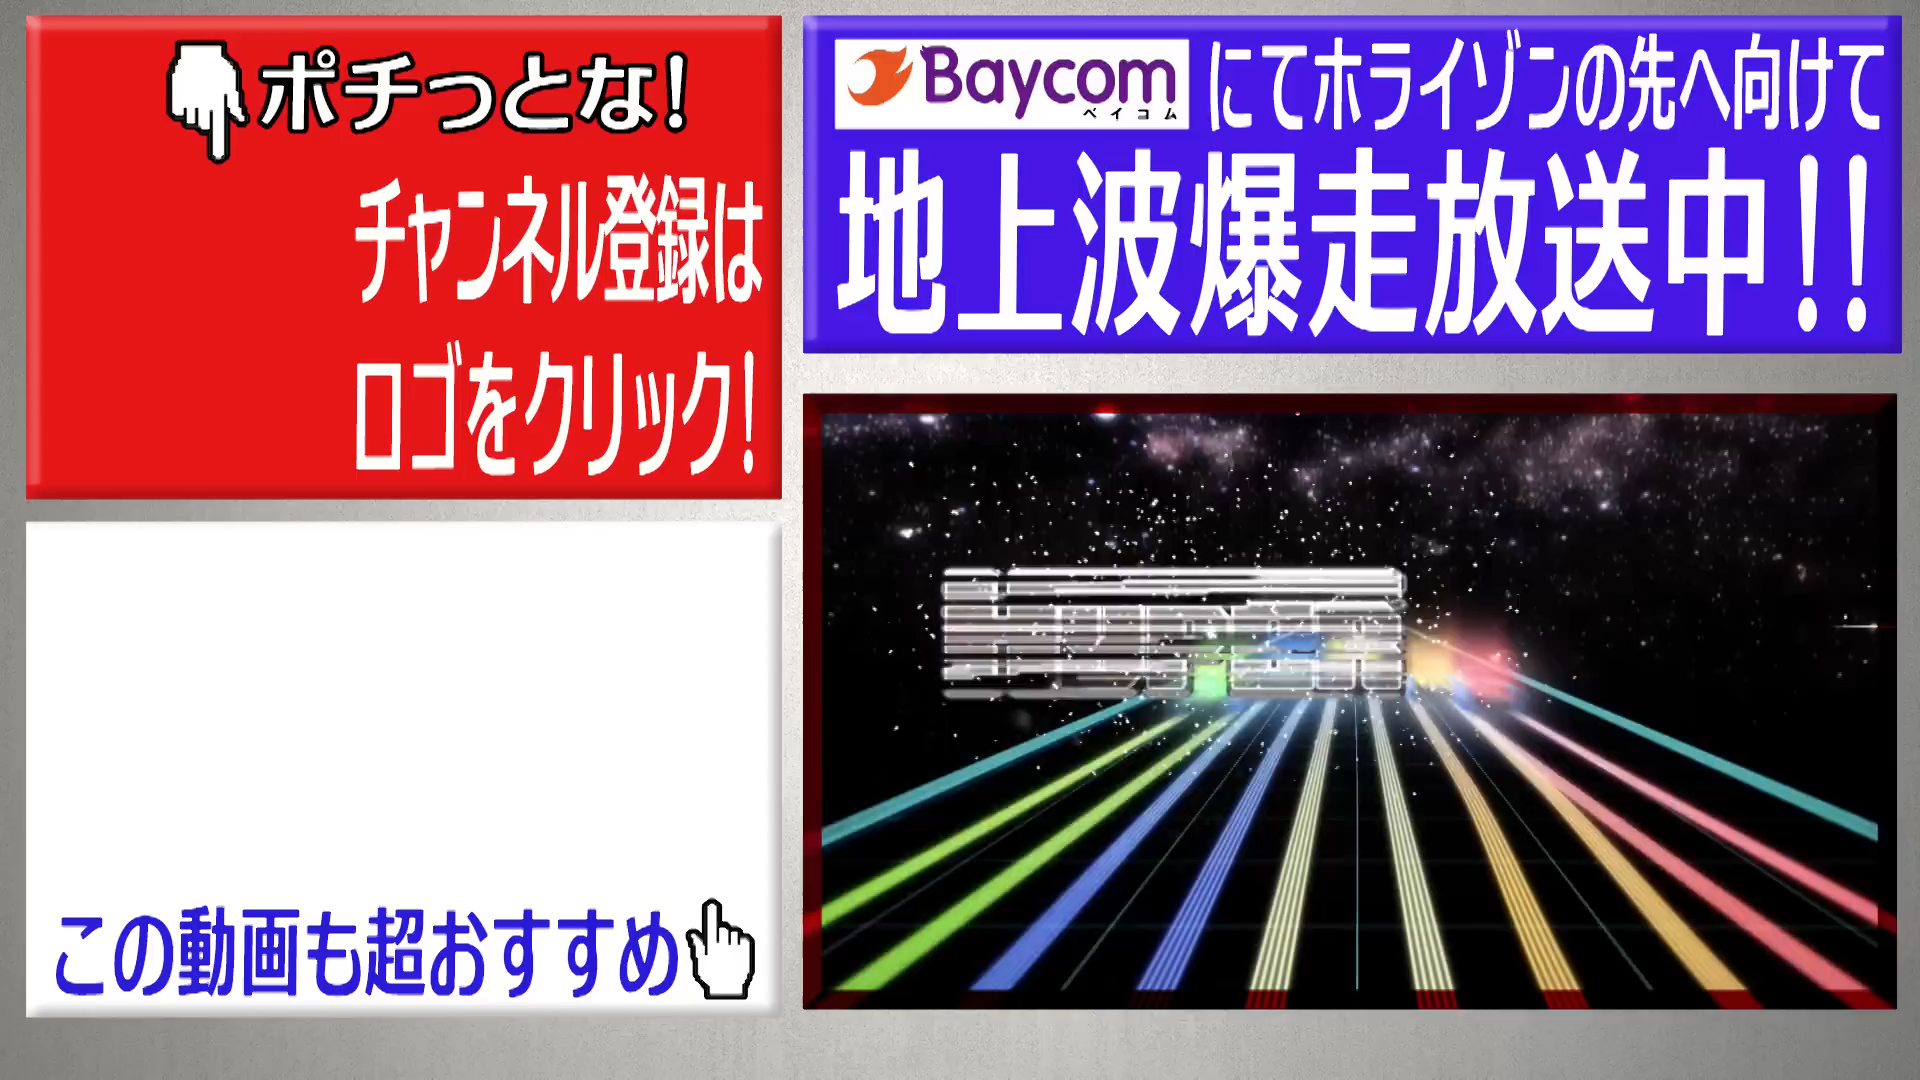 ポチっとな!
チャンネル登録は
ロゴをクリック!
Baycom
ベイコム
にてホライゾンの先へ向けて
地上波爆走放送中!!
この動画も超おすすめ